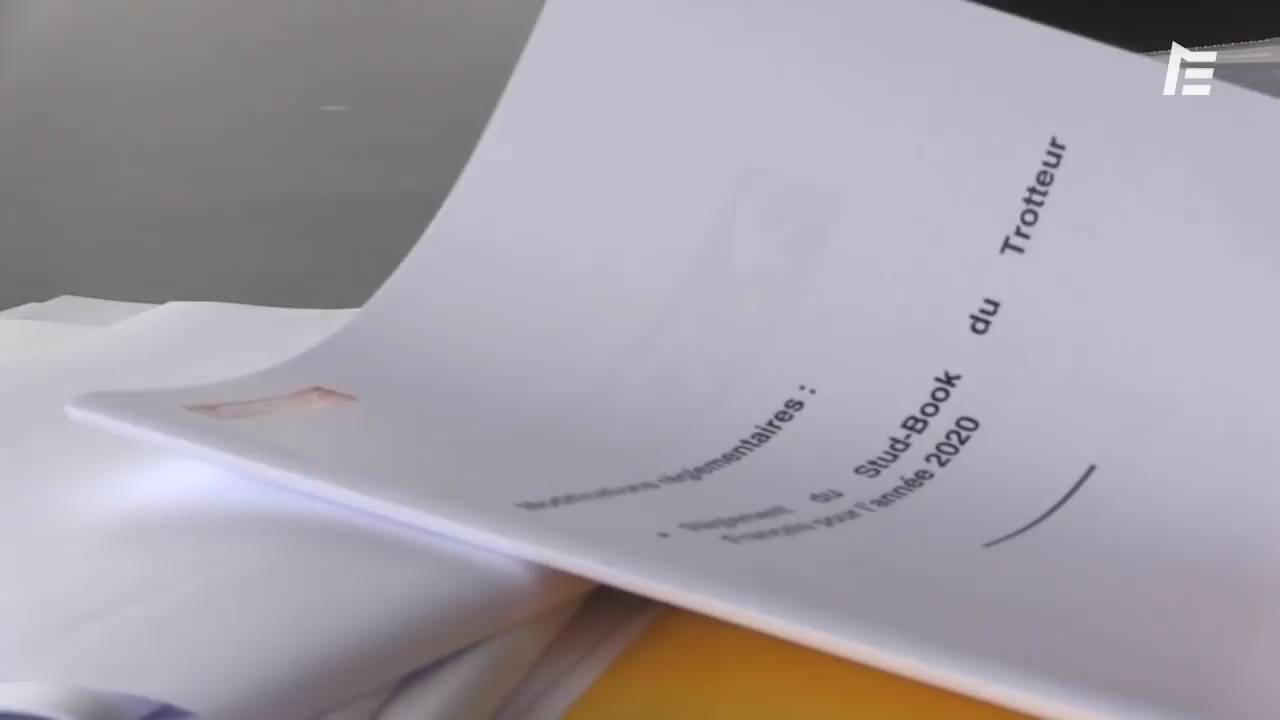 Modifications réglementaires :
• Règlement du Stud-Book du Trotteur
Français pour l'année 2020